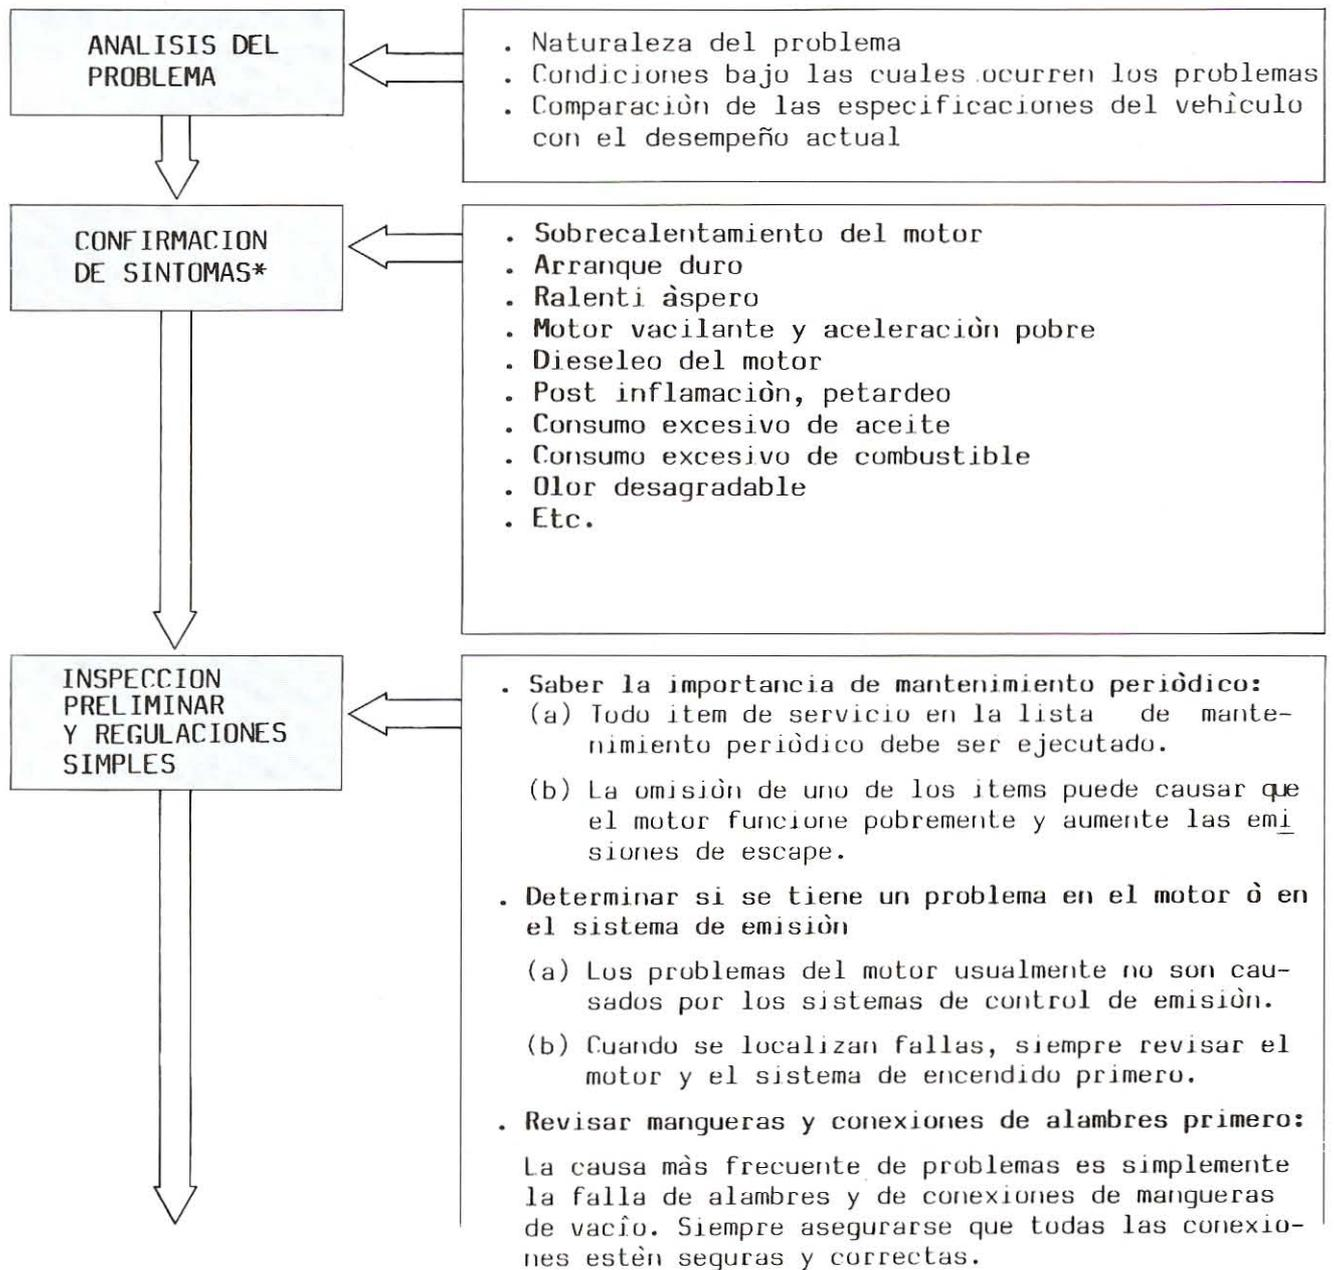 ANALISIS DEL
PROBLEMA
. Naturaleza del problema
. Condiciones bajo las cuales ocurren los problemas
. Comparaciòn de las especificaciones del vehîculo
con el desempeño actual
CONFIRMACION
DE SINTOMAS*
. Sobrecalentamiento del motor
. Arranque duro
. Ralenti àspero
. Motor vacilante y aceleraciòn pobre
. Dieseleo del motor
. Post inflamaciòn, petardeo
. Consumo excesivo de aceite
. Consumo excesivo de combustible
. Olor desagradable
. Etc.
INSPECCION
PRELIMINAR
Y REGULACIONES
SIMPLES
. Saber la importancia de mantenimiento periòdico:
(a) Todo item de servicio en la lista de mante-
nimiento periòdico debe ser ejecutado.
(b) La omisiòn de uno de los items puede causar que
el motor funcione pobremente y aumente las emi
siones de escape.
. Determinar si se tiene un problema en el motor ò en
el sistema de emisiòn
(a) Los problemas del motor usualmente no son cau-
sados por los sistemas de control de emisiòn.
(b) Cuando se localizan fallas, siempre revisar el
motor y el sistema de encendido primero.
. Revisar mangueras y conexiones de alambres primero:
La causa màs frecuente de problemas es simplemente
la falla de alambres y de conexiones de mangueras
de vacîo. Siempre asegurarse que todas las conexio-
nes estèn seguras y correctas.